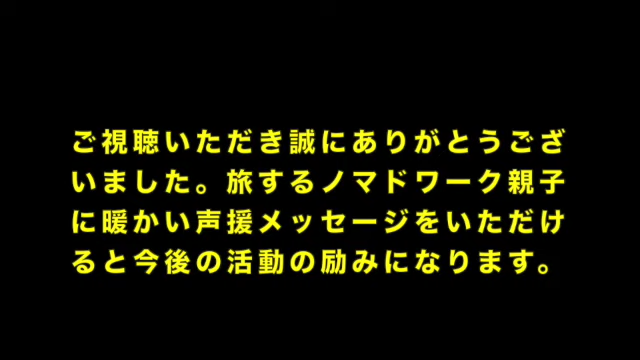 ご視聴いただき誠にありがとうござ
いました。旅するノマドワーク親子
に暖かい声援メッセージをいただけ
ると今後の活動の励みになります。